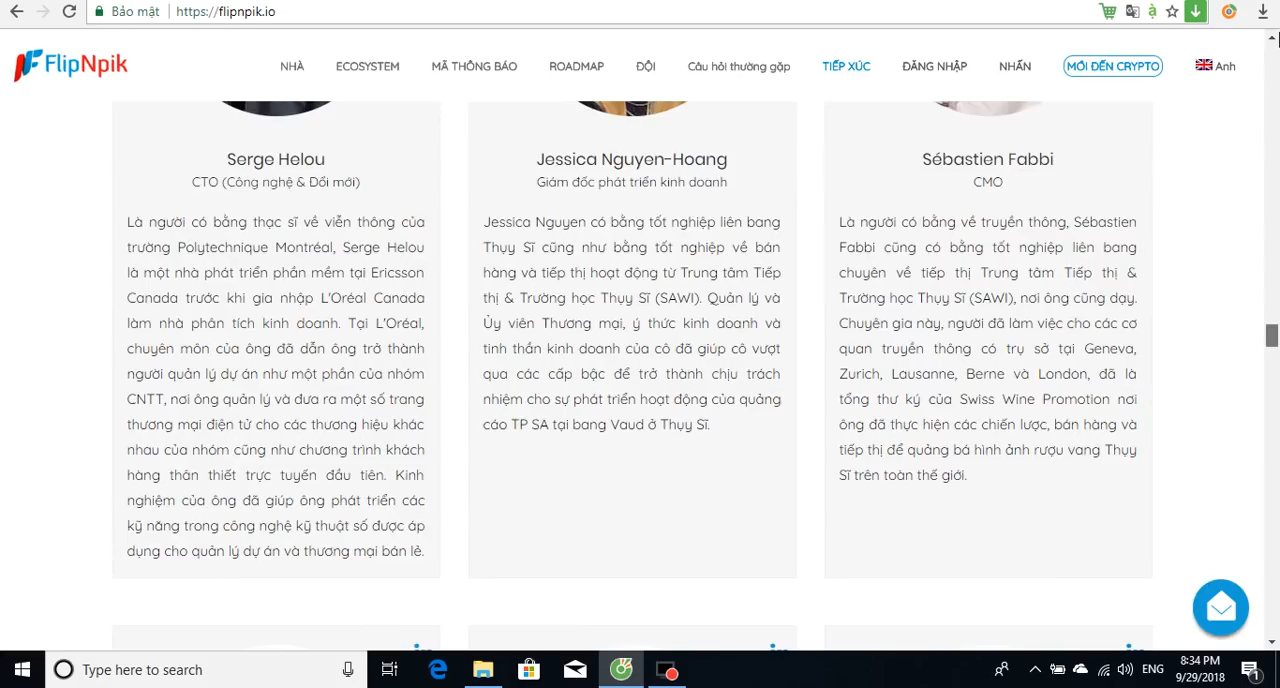 Bảo mật https://flipnpik.io
FlipNpik
NHÀ ECOSYSTEM MÃ THÔNG BÁO ROADMAP ĐỘI Câu hỏi thường gặp TIẾP XÚC ĐĂNG NHẬP NHẤN MỚI ĐẾN CRYPTO Anh
Serge Helou
CTO (Công nghệ & Đổi mới)
Là người có bằng thạc sĩ về viễn thông của
trường Polytechnique Montréal, Serge Helou
là một nhà phát triển phần mềm tại Ericsson
Canada trước khi gia nhập L'Oréal Canada
làm nhà phân tích kinh doanh. Tại L'Oréal,
chuyên môn của ông đã dẫn ông trở thành
người quản lý dự án như một phần của nhóm
CNTT, nơi ông quản lý và đưa ra một số trang
thương mại điện tử cho các thương hiệu khác
nhau của nhóm cũng như chương trình khách
hàng thân thiết trực tuyến đầu tiên. Kinh
nghiệm của ông đã giúp ông phát triển các
kỹ năng trong công nghệ kỹ thuật số được áp
dụng cho quản lý dự án và thương mại bán lẻ.
Jessica Nguyen-Hoang
Giám đốc phát triển kinh doanh
Jessica Nguyen có bằng tốt nghiệp liên bang
Thụy Sĩ cũng như bằng tốt nghiệp về bán
hàng và tiếp thị hoạt động từ Trung tâm Tiếp
thị & Trường học Thụy Sĩ (SAWI). Quản lý và
Ủy viên Thương mại, ý thức kinh doanh và
tinh thần kinh doanh của cô đã giúp cô vượt
qua các cấp bậc để trở thành chịu trách
nhiệm cho sự phát triển hoạt động của quảng
cáo TP SA tại bang Vaud ở Thụy Sĩ.
Sébastien Fabbi
CMO
Là người có bằng về truyền thông, Sébastien
Fabbi cũng có bằng tốt nghiệp liên bang
chuyên về tiếp thị Trung tâm Tiếp thị &
Trường học Thụy Sĩ (SAWI), nơi ông cũng dạy.
Chuyên gia này, người đã làm việc cho các cơ
quan truyền thông có trụ sở tại Geneva,
Zurich, Lausanne, Berne và London, đã là
tổng thư ký của Swiss Wine Promotion nơi
ông đã thực hiện các chiến lược, bán hàng và
tiếp thị để quảng bá hình ảnh rượu vang Thụy
Sĩ trên toàn thế giới.
Type here to search
ENG
8:34 PM
9/29/2018
1